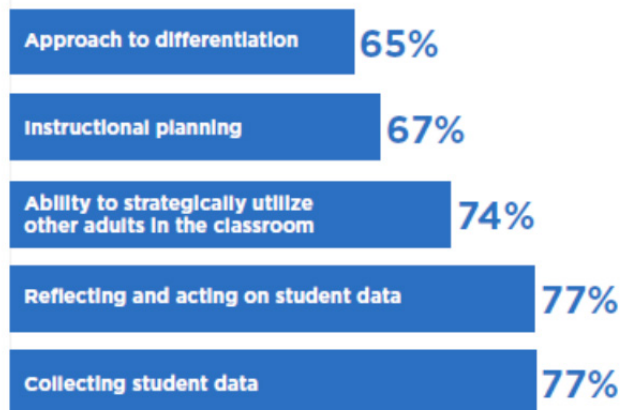 Approach to differentiation 65%
Instructional planning 67%
Ability to strategically utilize
other adults in the classroom 74%
Reflecting and acting on student data 77%
Collecting student data 77%